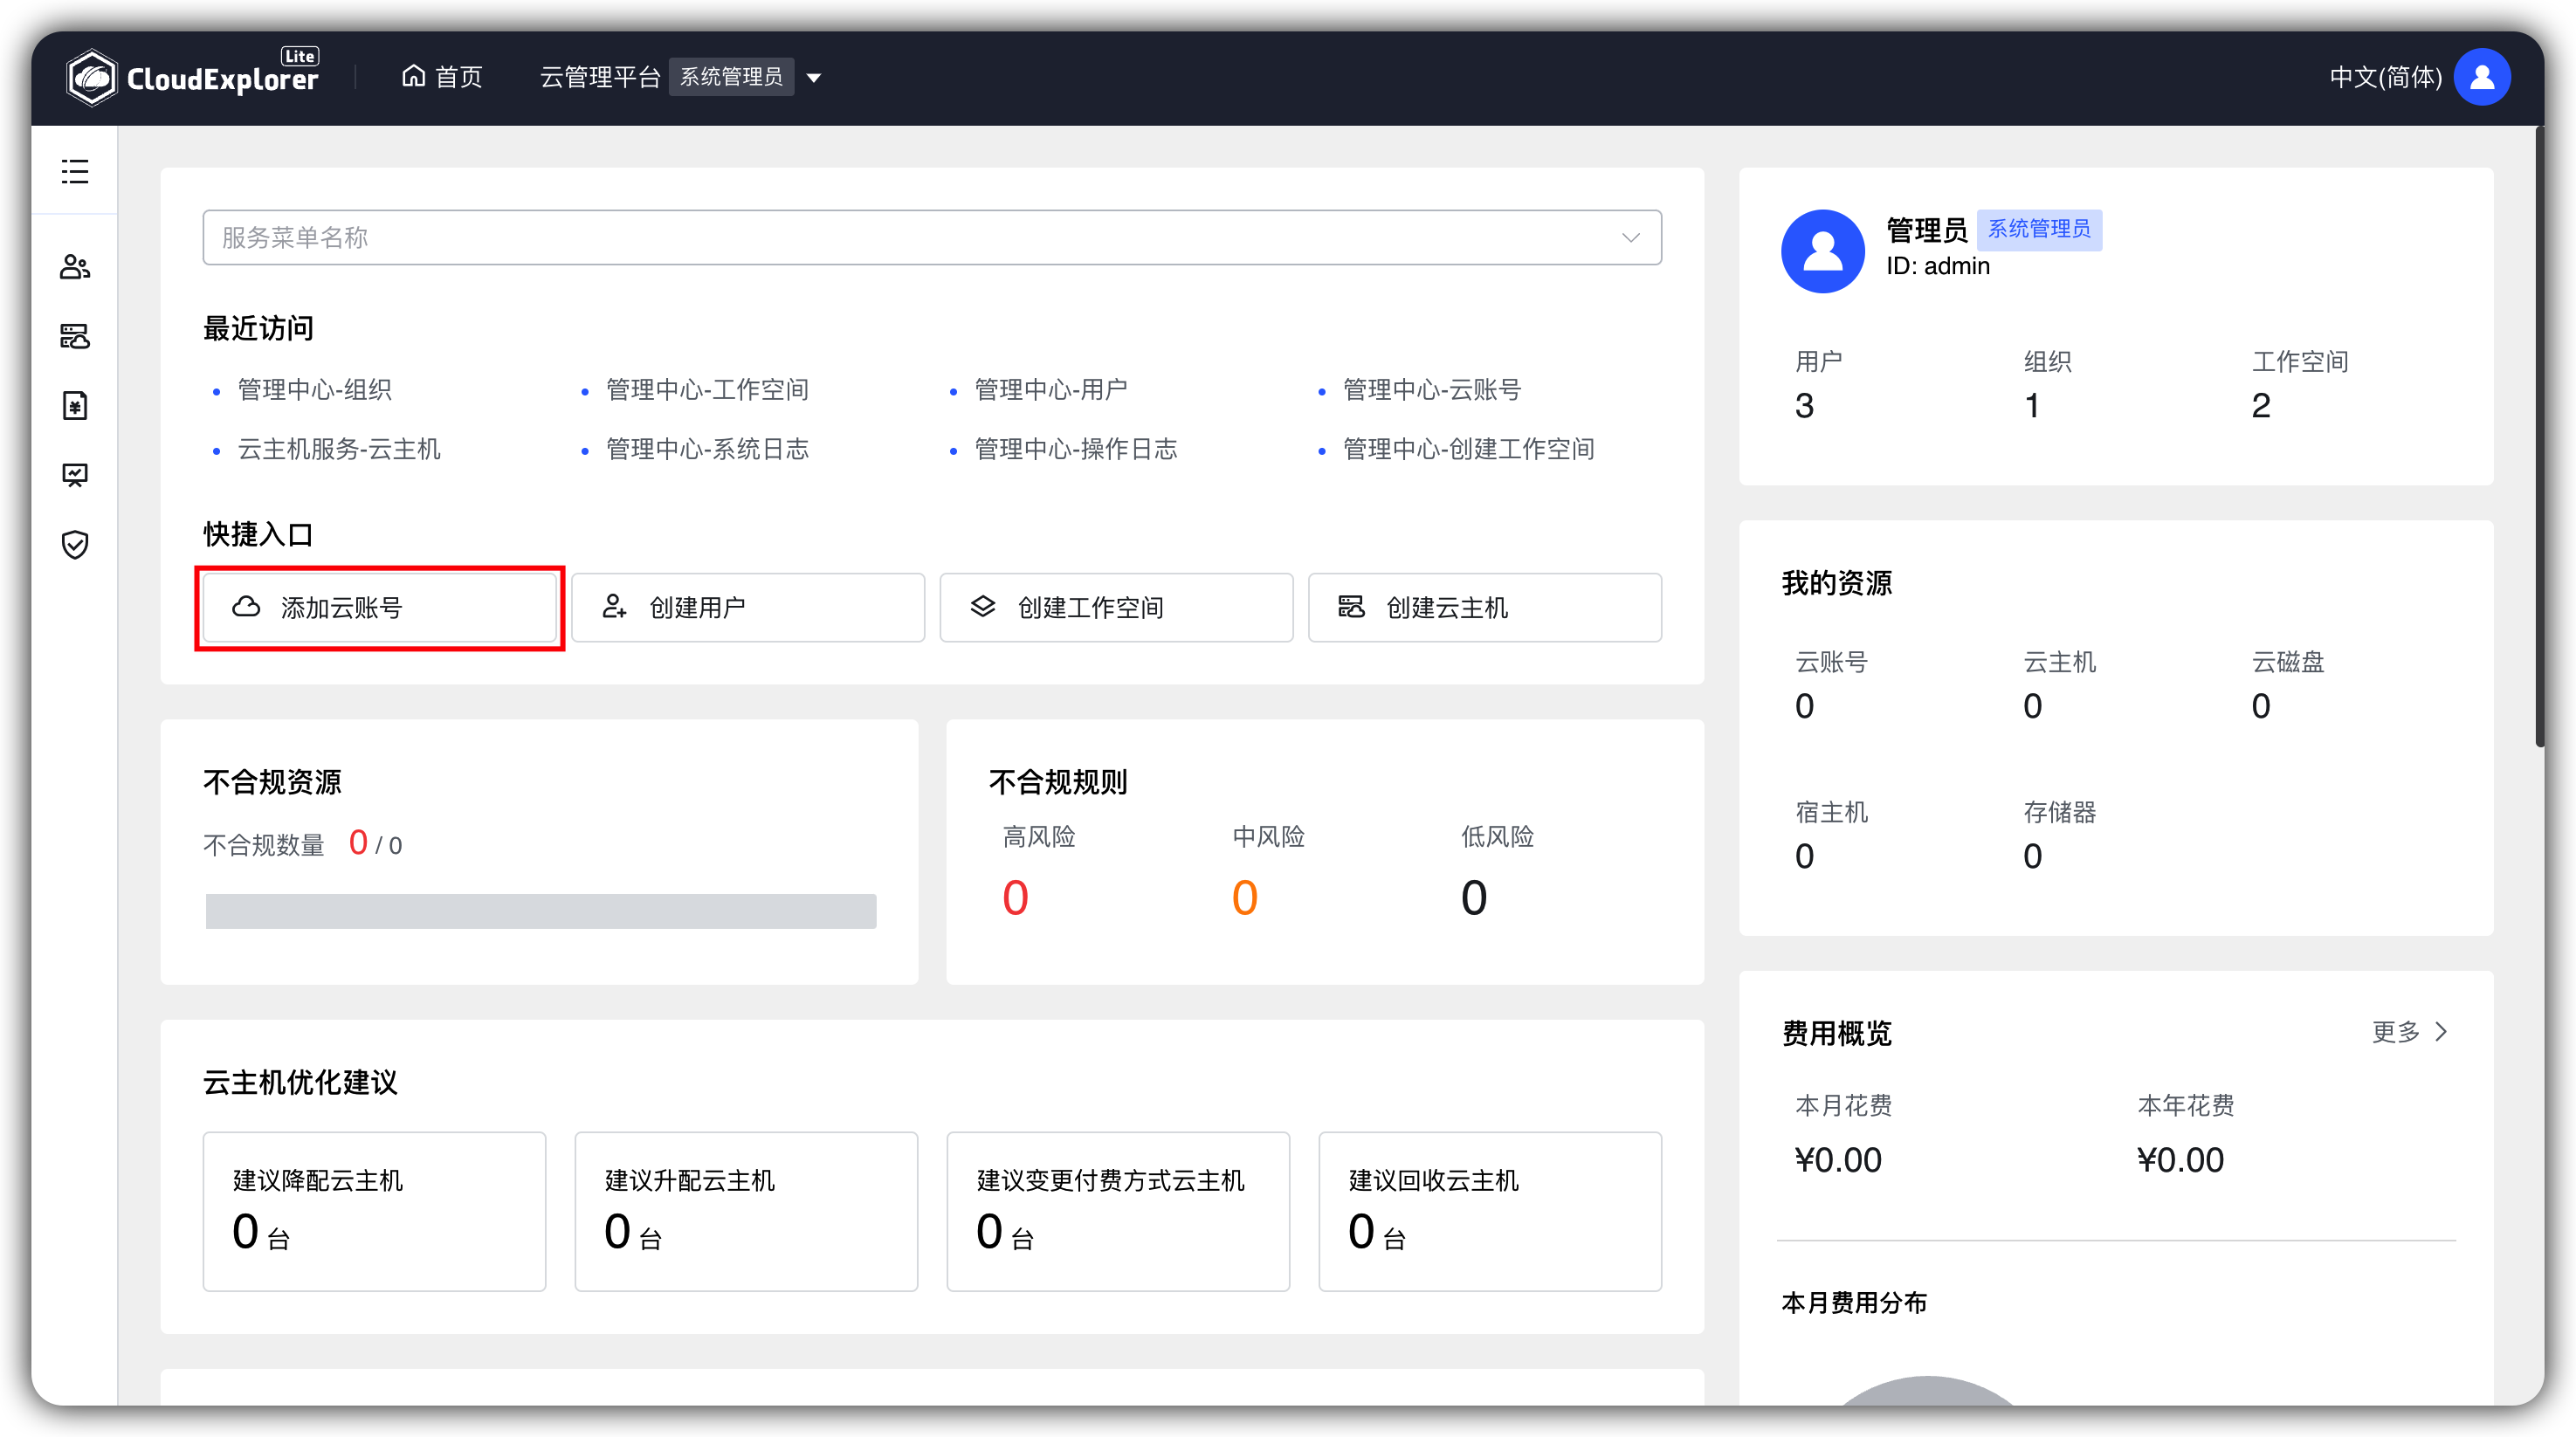 CloudExplorer Lite
首页
云管理平台 系统管理员
中文(简体)
服务菜单名称
最近访问
管理中心-组织
管理中心-工作空间
管理中心-用户
管理中心-云账号
云主机服务-云主机
管理中心-系统日志
管理中心-操作日志
管理中心-创建工作空间
快捷入口
添加云账号
创建用户
创建工作空间
创建云主机
不合规资源
不合规数量 0 / 0
不合规规则
高风险
中风险
低风险
0
0
0
云主机优化建议
建议降配云主机
0 台
建议升配云主机
0 台
建议变更付费方式云主机
0 台
建议回收云主机
0 台
管理员 系统管理员
ID: admin
用户
组织
工作空间
3
1
2
我的资源
云账号
云主机
云磁盘
0
0
0
宿主机
存储器
0
0
费用概览
更多
本月花费
本年花费
¥0.00
¥0.00
本月费用分布